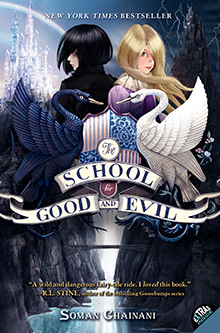 NEW YORK TIMES BESTSELLER
The
SCHOOL
for
GOOD AND EVIL
"A wild and dangerous fairy-tale ride. I loved this book."
—R.L. STINE, author of the bestselling Goosebumps series
SOMAN CHAINANI
EXTRAS